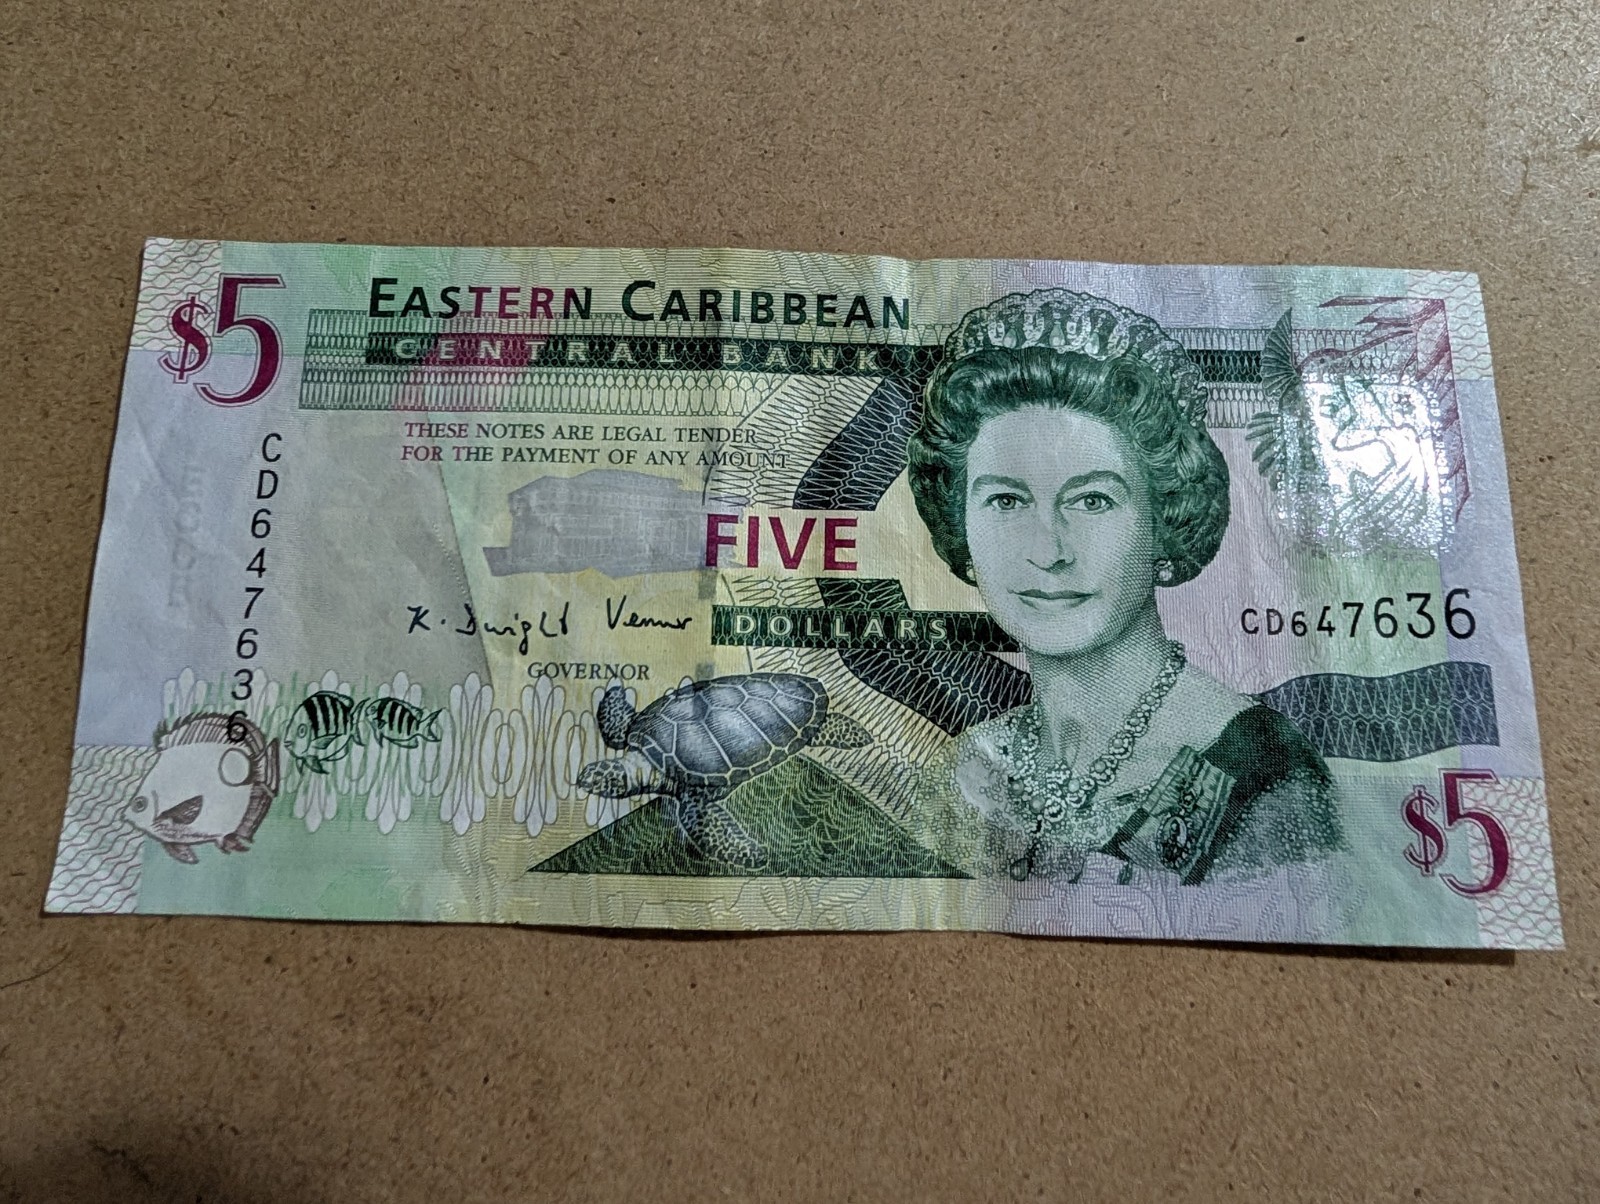 $5
EASTERN CARIBBEAN
CENTRAL BANK
THESE NOTES ARE LEGAL TENDER
FOR THE PAYMENT OF ANY AMOUNT
CD647636
FIVE
DOLLARS
K. Dwight Venner
GOVERNOR
CD647636
$5